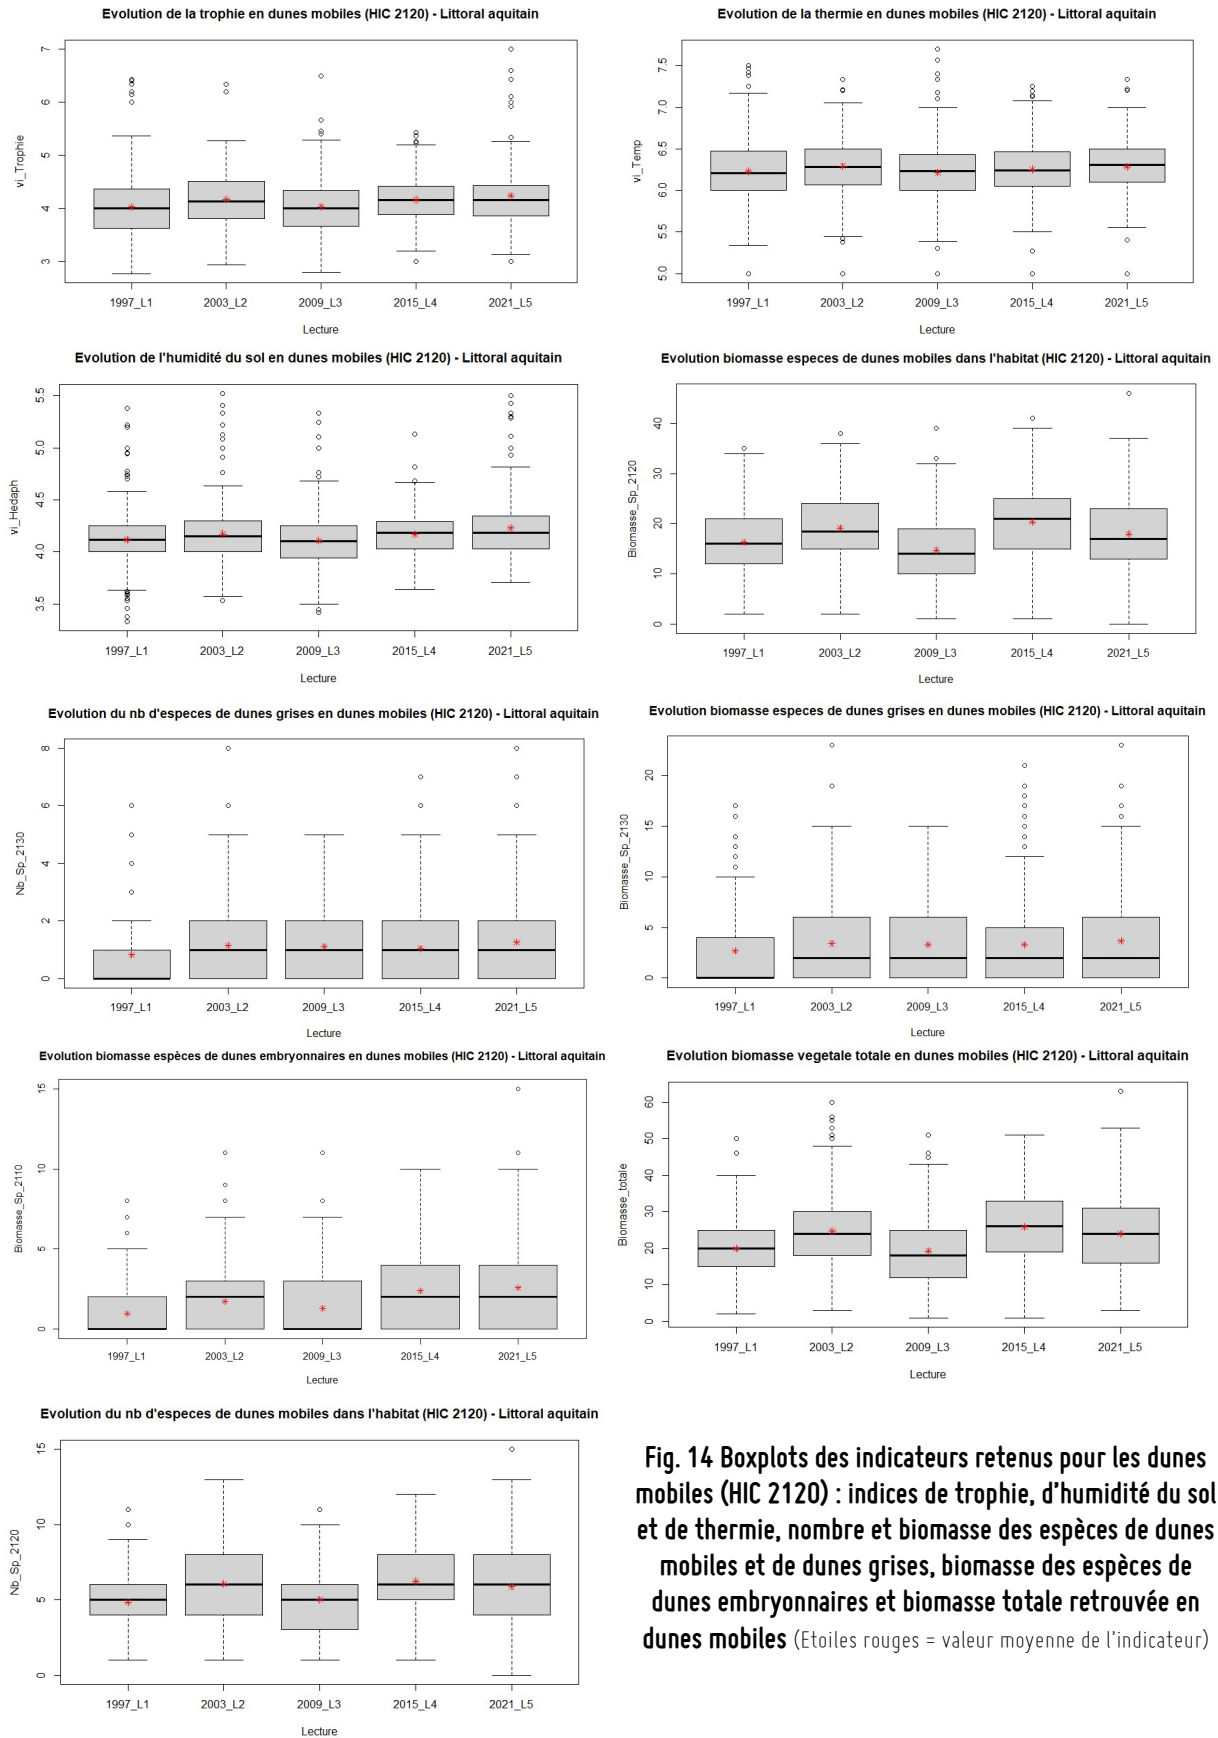 Evolution de la trophie en dunes mobiles (HIC 2120) - Littoral aquitain
vi_Trophie
7
6
5
4
3
1997_L1 2003_L2 2009_L3 2015_L4 2021_L5
Lecture
Evolution de la thermie en dunes mobiles (HIC 2120) - Littoral aquitain
vi_Temp
7.5
7.0
6.5
6.0
5.5
5.0
1997_L1 2003_L2 2009_L3 2015_L4 2021_L5
Lecture
Evolution de l'humidité du sol en dunes mobiles (HIC 2120) - Littoral aquitain
vi_Hedaph
5.5
5.0
4.5
4.0
3.5
1997_L1 2003_L2 2009_L3 2015_L4 2021_L5
Lecture
Evolution biomasse especes de dunes mobiles dans l'habitat (HIC 2120) - Littoral aquitain
Biomasse_Sp_2120
40
30
20
10
0
1997_L1 2003_L2 2009_L3 2015_L4 2021_L5
Lecture
Evolution du nb d'especes de dunes grises en dunes mobiles (HIC 2120) - Littoral aquitain
Nb_Sp_2130
8
6
4
2
0
1997_L1 2003_L2 2009_L3 2015_L4 2021_L5
Lecture
Evolution biomasse especes de dunes grises en dunes mobiles (HIC 2120) - Littoral aquitain
Biomasse_Sp_2130
20
15
10
5
0
1997_L1 2003_L2 2009_L3 2015_L4 2021_L5
Lecture
Evolution biomasse espèces de dunes embryonnaires en dunes mobiles (HIC 2120) - Littoral aquitain
Biomasse_Sp_2110
15
10
5
0
1997_L1 2003_L2 2009_L3 2015_L4 2021_L5
Lecture
Evolution biomasse vegetale totale en dunes mobiles (HIC 2120) - Littoral aquitain
Biomasse_totale
60
50
40
30
20
10
0
1997_L1 2003_L2 2009_L3 2015_L4 2021_L5
Lecture
Evolution du nb d'especes de dunes mobiles dans l'habitat (HIC 2120) - Littoral aquitain
Nb_Sp_2120
15
10
5
0
1997_L1 2003_L2 2009_L3 2015_L4 2021_L5
Lecture
Fig. 14 Boxplots des indicateurs retenus pour les dunes
mobiles (HIC 2120) : indices de trophie, d'humidité du sol
et de thermie, nombre et biomasse des espèces de dunes
mobiles et de dunes grises, biomasse des espèces de
dunes embryonnaires et biomasse totale retrouvée en
dunes mobiles (Etoiles rouges = valeur moyenne de l'indicateur)